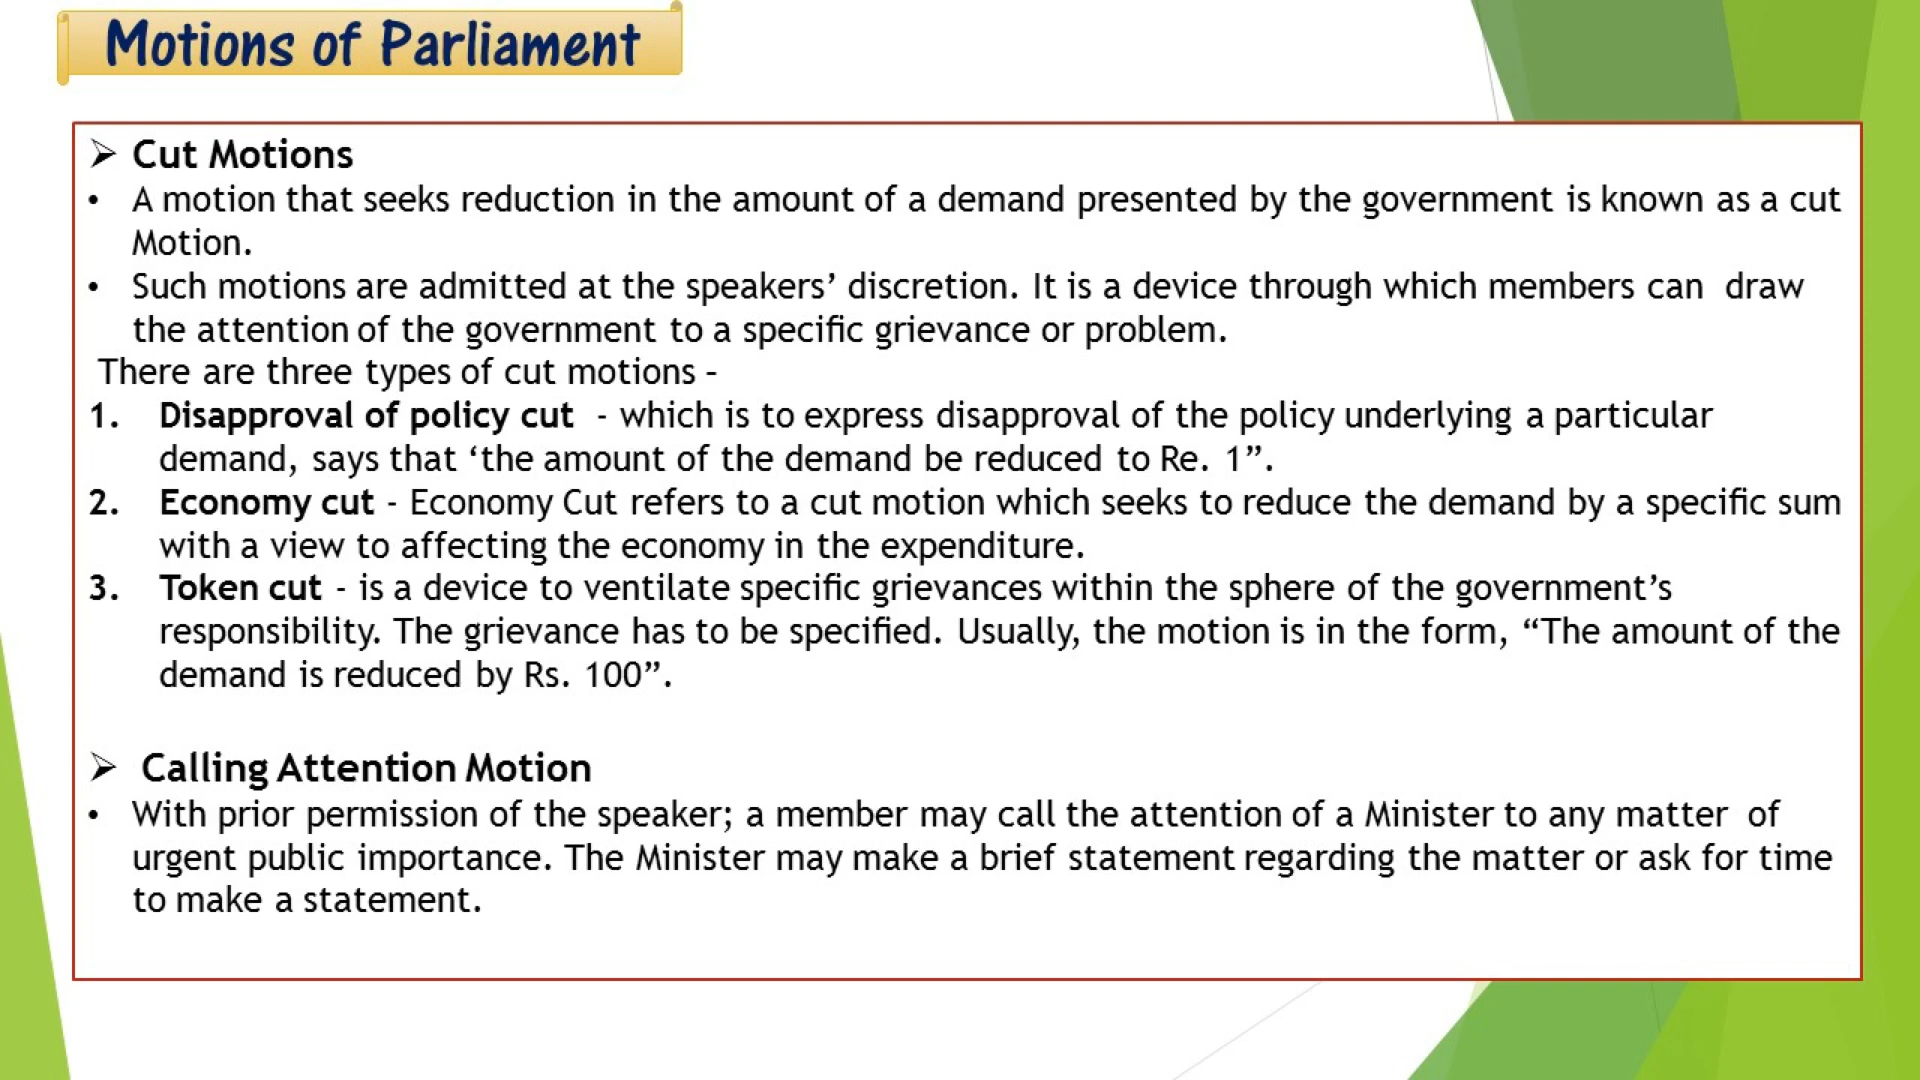 Motions of Parliament
➢ Cut Motions
• A motion that seeks reduction in the amount of a demand presented by the government is known as a cut
Motion.
• Such motions are admitted at the speakers’ discretion. It is a device through which members can draw
the attention of the government to a specific grievance or problem.
There are three types of cut motions –
1. Disapproval of policy cut - which is to express disapproval of the policy underlying a particular
demand, says that ‘the amount of the demand be reduced to Re. 1”.
2. Economy cut - Economy Cut refers to a cut motion which seeks to reduce the demand by a specific sum
with a view to affecting the economy in the expenditure.
3. Token cut - is a device to ventilate specific grievances within the sphere of the government’s
responsibility. The grievance has to be specified. Usually, the motion is in the form, “The amount of the
demand is reduced by Rs. 100”.
➢ Calling Attention Motion
• With prior permission of the speaker; a member may call the attention of a Minister to any matter of
urgent public importance. The Minister may make a brief statement regarding the matter or ask for time
to make a statement.